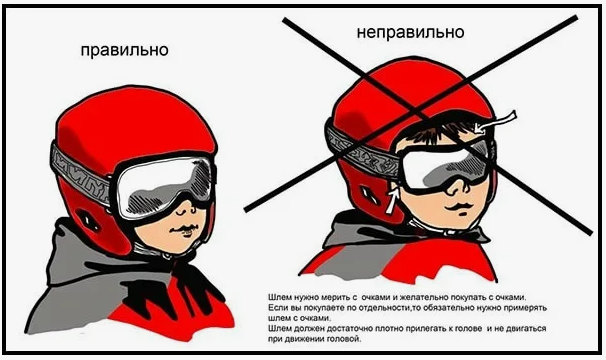 правильно
неправильно
Шлем нужно мерить с очками и желательно покупать с очками.
Если вы покупаете по отдельности,то обязательно нужно примерять
шлем с очками.
Шлем должен достаточно плотно прилегать к голове и не двигаться
при движении головой.